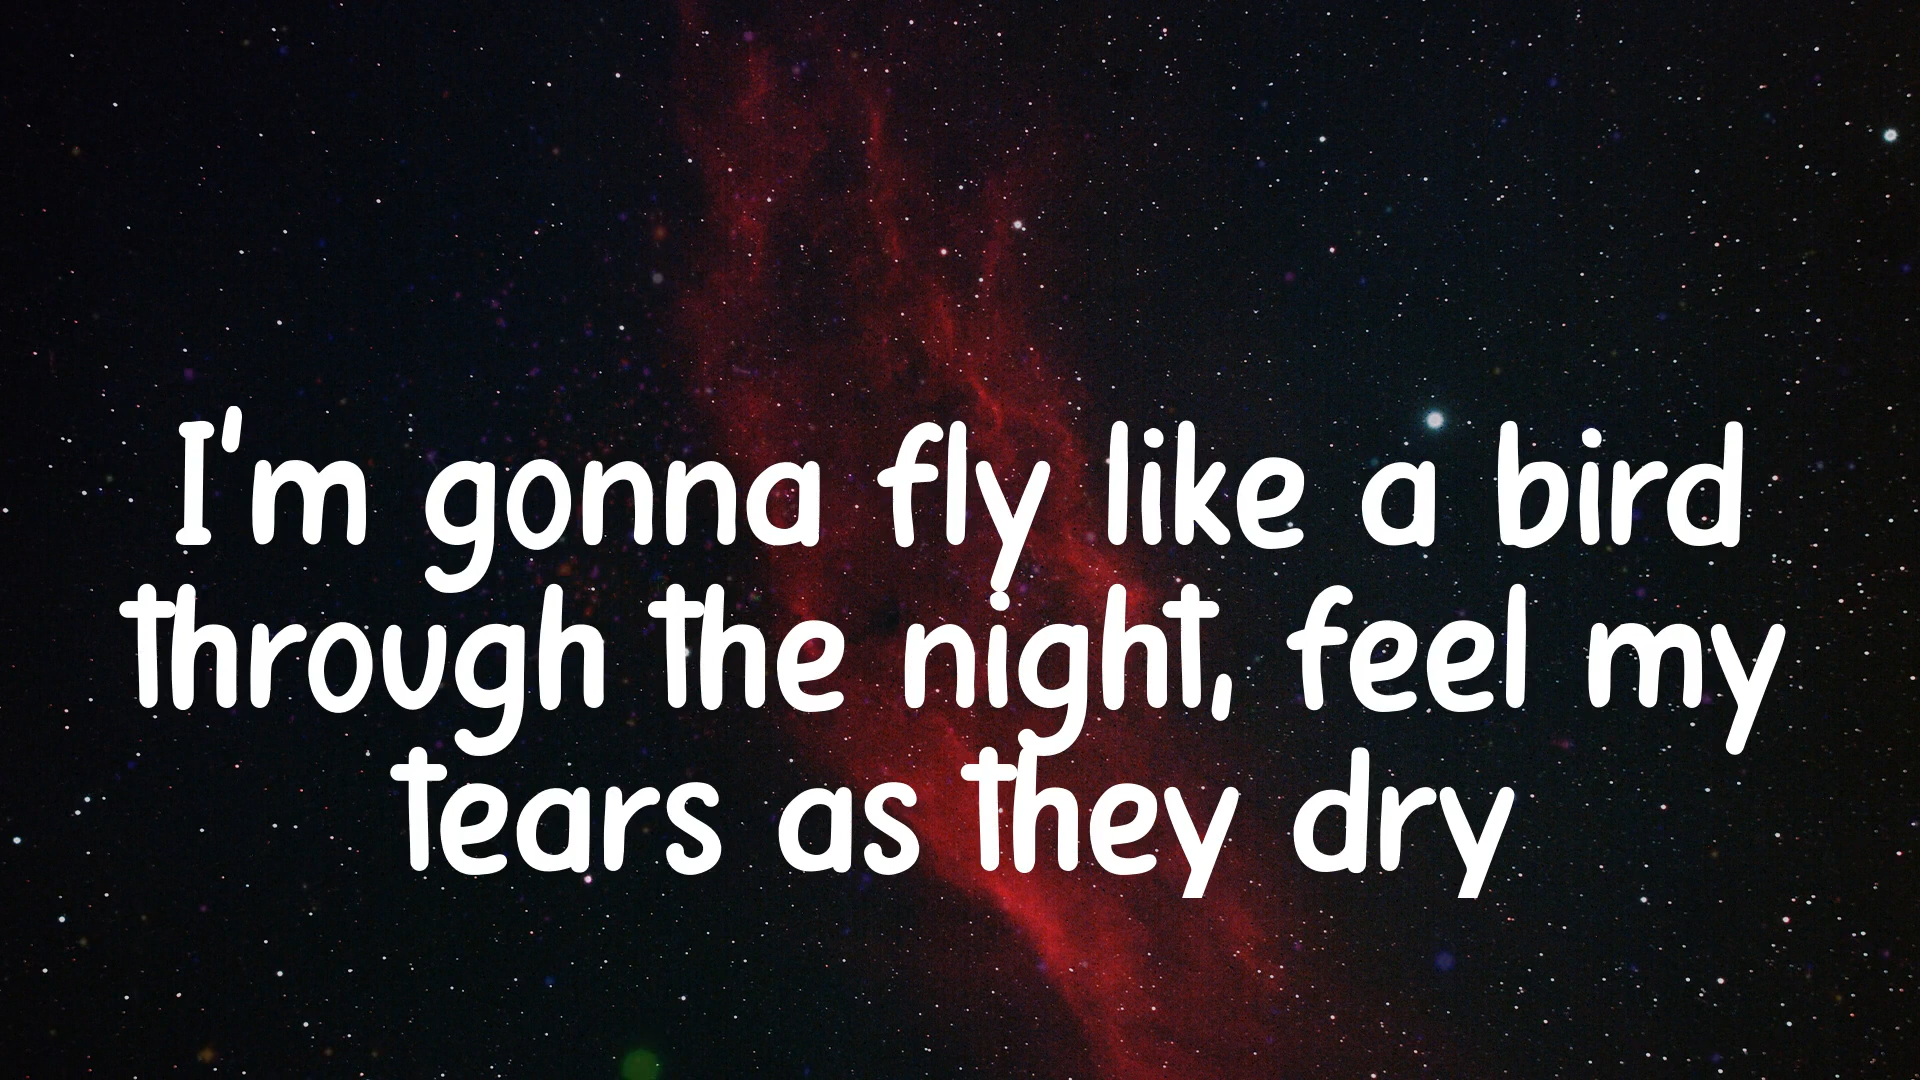 I'm gonna fly like a bird
through the night, feel my
tears as they dry